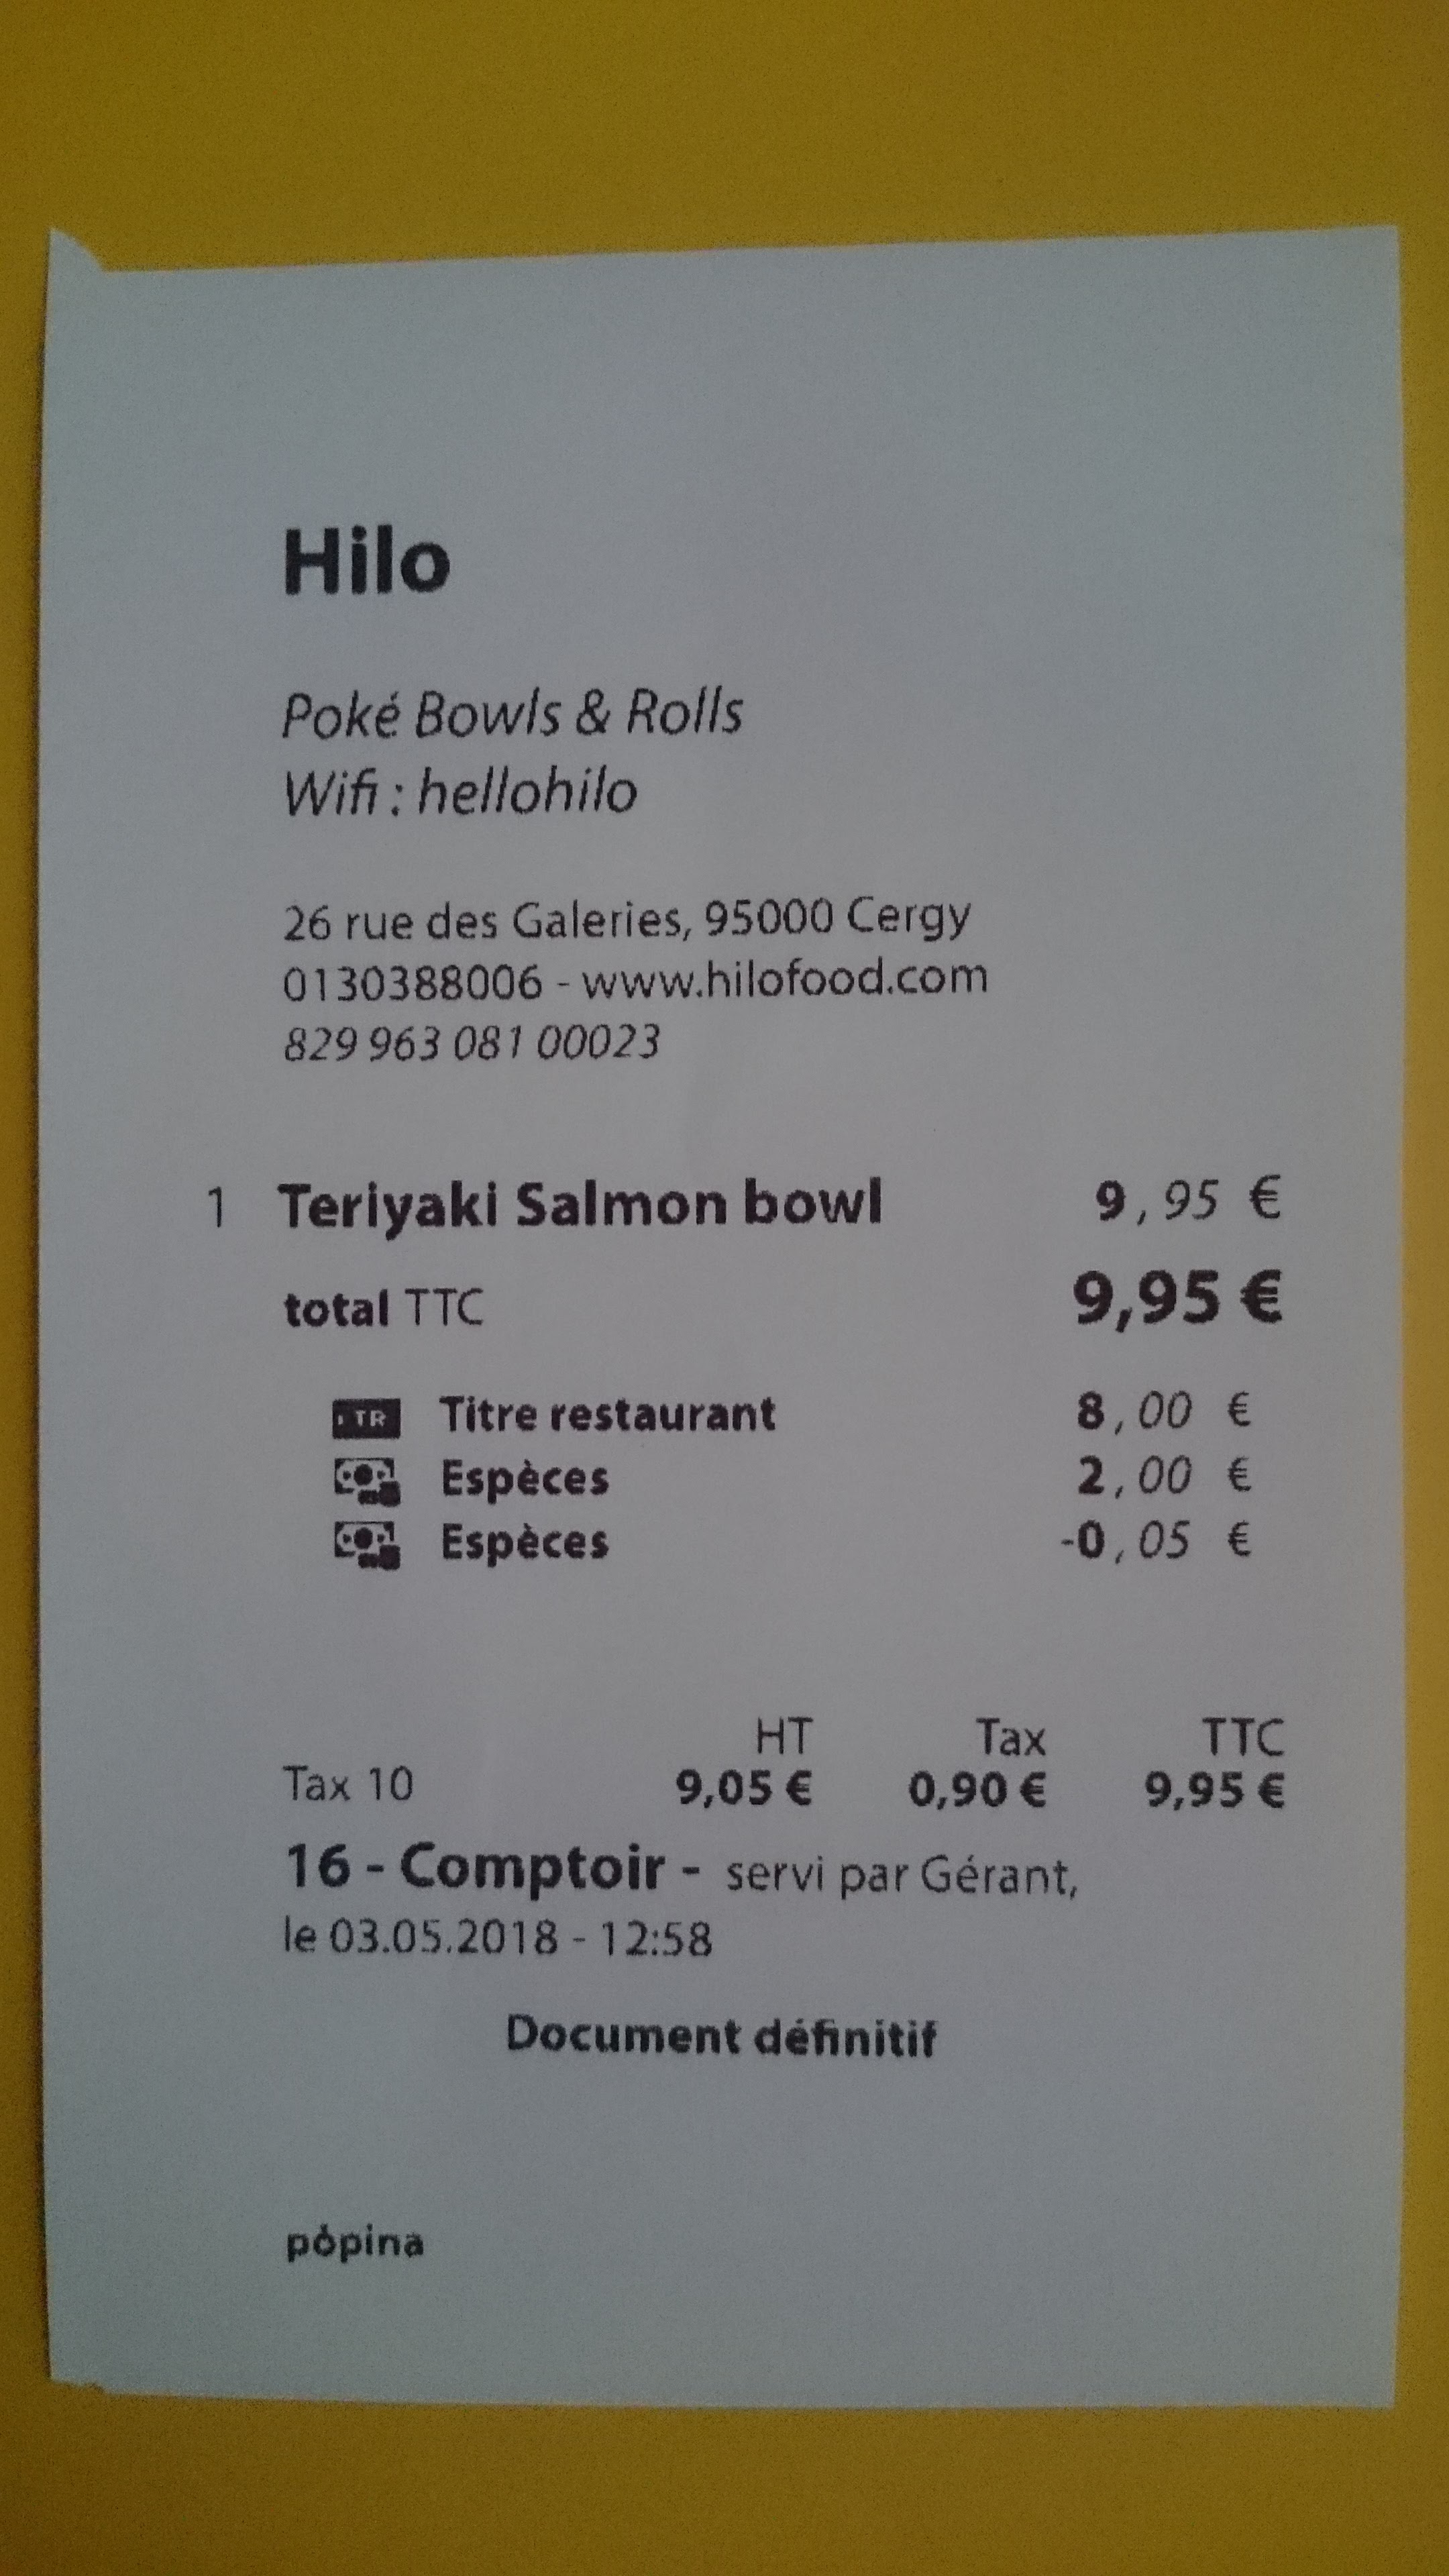 Hilo
Poké Bowls & Rolls
Wifi : hellohilo
26 rue des Galeries, 95000 Cergy
0130388006 - www.hilofood.com
829 963 081 00023
1 Teriyaki Salmon bowl 9,95 €
total TTC 9,95 €
TR Titre restaurant 8,00 €
Espèces 2,00 €
Espèces -0,05 €
HT Tax TTC
Tax 10 9,05 € 0,90 € 9,95 €
16 - Comptoir - servi par Gérant,
le 03.05.2018 - 12:58
Document définitif
pòpina